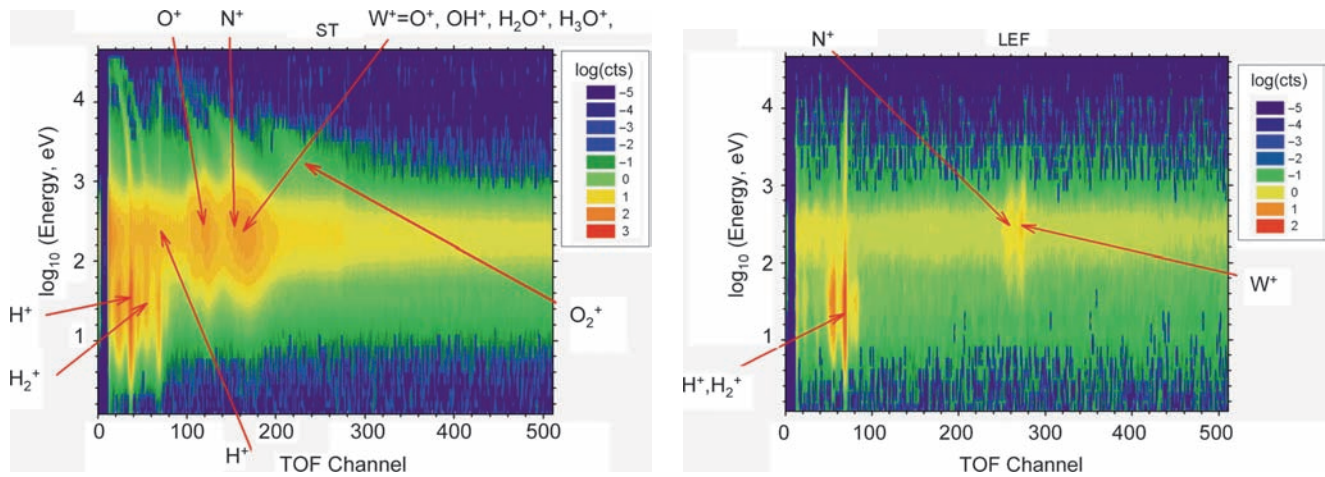 O⁺ N⁺ W⁺=O⁺, OH⁺, H₂O⁺, H₃O⁺,
ST
log(cts)
−5
−4
−3
−2
−1
0
1
2
3
log₁₀ (Energy, eV)
4
3
2
1
H⁺
H₂⁺
O₂⁺
0 100 200 300 400 500
H⁺
TOF Channel
N⁺ LEF
log(cts)
−5
−4
−3
−2
−1
0
1
2
log₁₀ (Energy, eV)
4
3
2
1
W⁺
H⁺,H₂⁺
0 100 200 300 400 500
TOF Channel